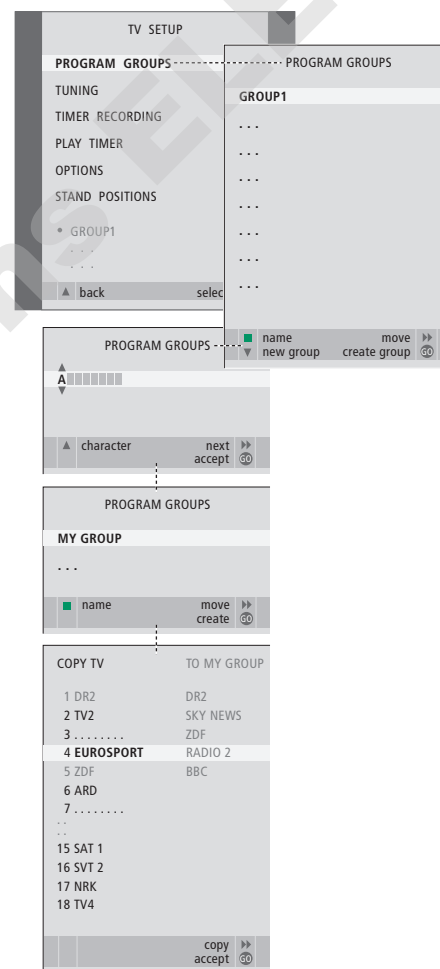 TV SETUP
PROGRAM GROUPS
TUNING
TIMER RECORDING
PLAY TIMER
OPTIONS
STAND POSITIONS
• GROUP1
. . .
. . .
back selec
PROGRAM GROUPS
GROUP1
. . .
. . .
. . .
. . .
. . .
. . .
. . .
name move
new group create group GO
PROGRAM GROUPS
A
character next
accept GO
PROGRAM GROUPS
MY GROUP
. . .
name move
create GO
COPY TV TO MY GROUP
1 DR2 DR2
2 TV2 SKY NEWS
3 . . . . . . . . ZDF
4 EUROSPORT RADIO 2
5 ZDF BBC
6 ARD
7 . . . . . . . .
. .
. .
15 SAT 1
16 SVT 2
17 NRK
18 TV4
copy
accept GO